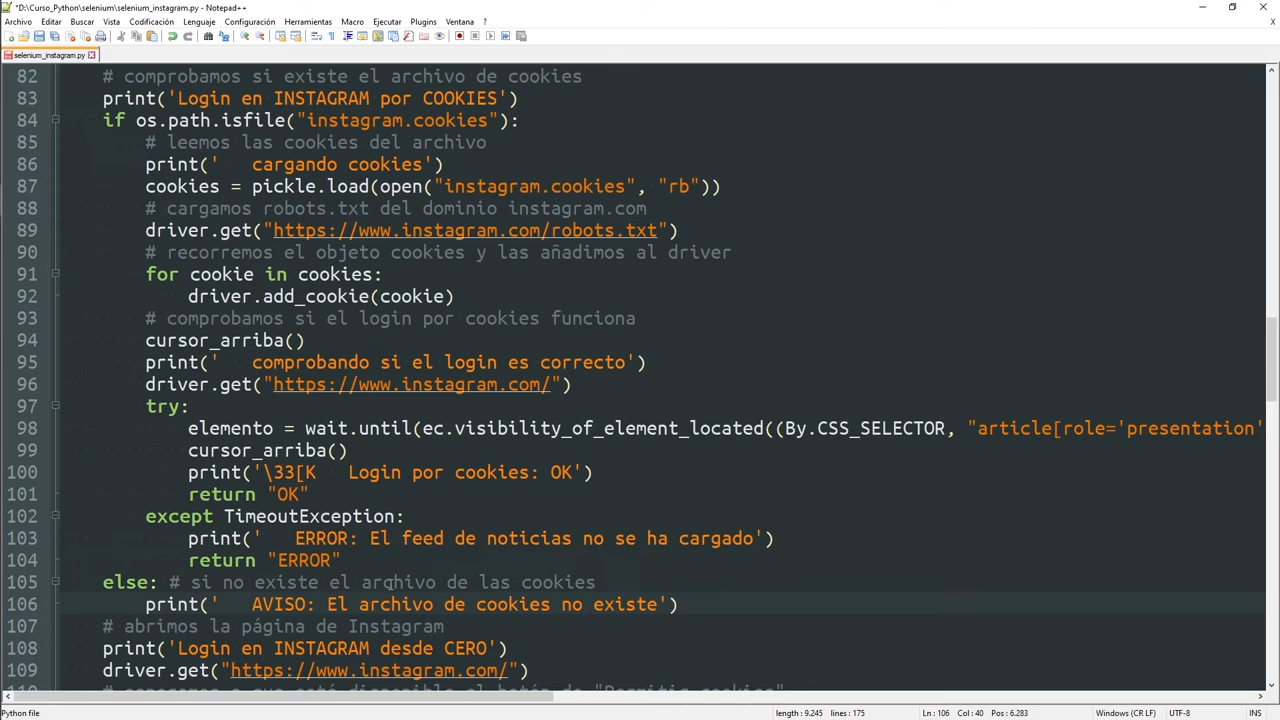 *D:\Curso_Python\selenium\selenium_instagram.py - Notepad++
Archivo Editar Buscar Vista Codificación Lenguaje Configuración Herramientas Macro Ejecutar Plugins Ventana ?
selenium_instagram.py
82 # comprobamos si existe el archivo de cookies
83 print('Login en INSTAGRAM por COOKIES')
84 if os.path.isfile("instagram.cookies"):
85 # leemos las cookies del archivo
86 print('   cargando cookies')
87 cookies = pickle.load(open("instagram.cookies", "rb"))
88 # cargamos robots.txt del dominio instagram.com
89 driver.get("https://www.instagram.com/robots.txt")
90 # recorremos el objeto cookies y las añadimos al driver
91 for cookie in cookies:
92 driver.add_cookie(cookie)
93 # comprobamos si el login por cookies funciona
94 cursor_arriba()
95 print('   comprobando si el login es correcto')
96 driver.get("https://www.instagram.com/")
97 try:
98 elemento = wait.until(ec.visibility_of_element_located((By.CSS_SELECTOR, "article[role='presentation'
99 cursor_arriba()
100 print('\33[K   Login por cookies: OK')
101 return "OK"
102 except TimeoutException:
103 print('   ERROR: El feed de noticias no se ha cargado')
104 return "ERROR"
105 else: # si no existe el archivo de las cookies
106 print('   AVISO: El archivo de cookies no existe')
107 # abrimos la página de Instagram
108 print('Login en INSTAGRAM desde CERO')
109 driver.get("https://www.instagram.com/")
Python file length : 9.245 lines : 175 Ln : 106 Col : 40 Pos : 6.283 Windows (CR LF) UTF-8 INS